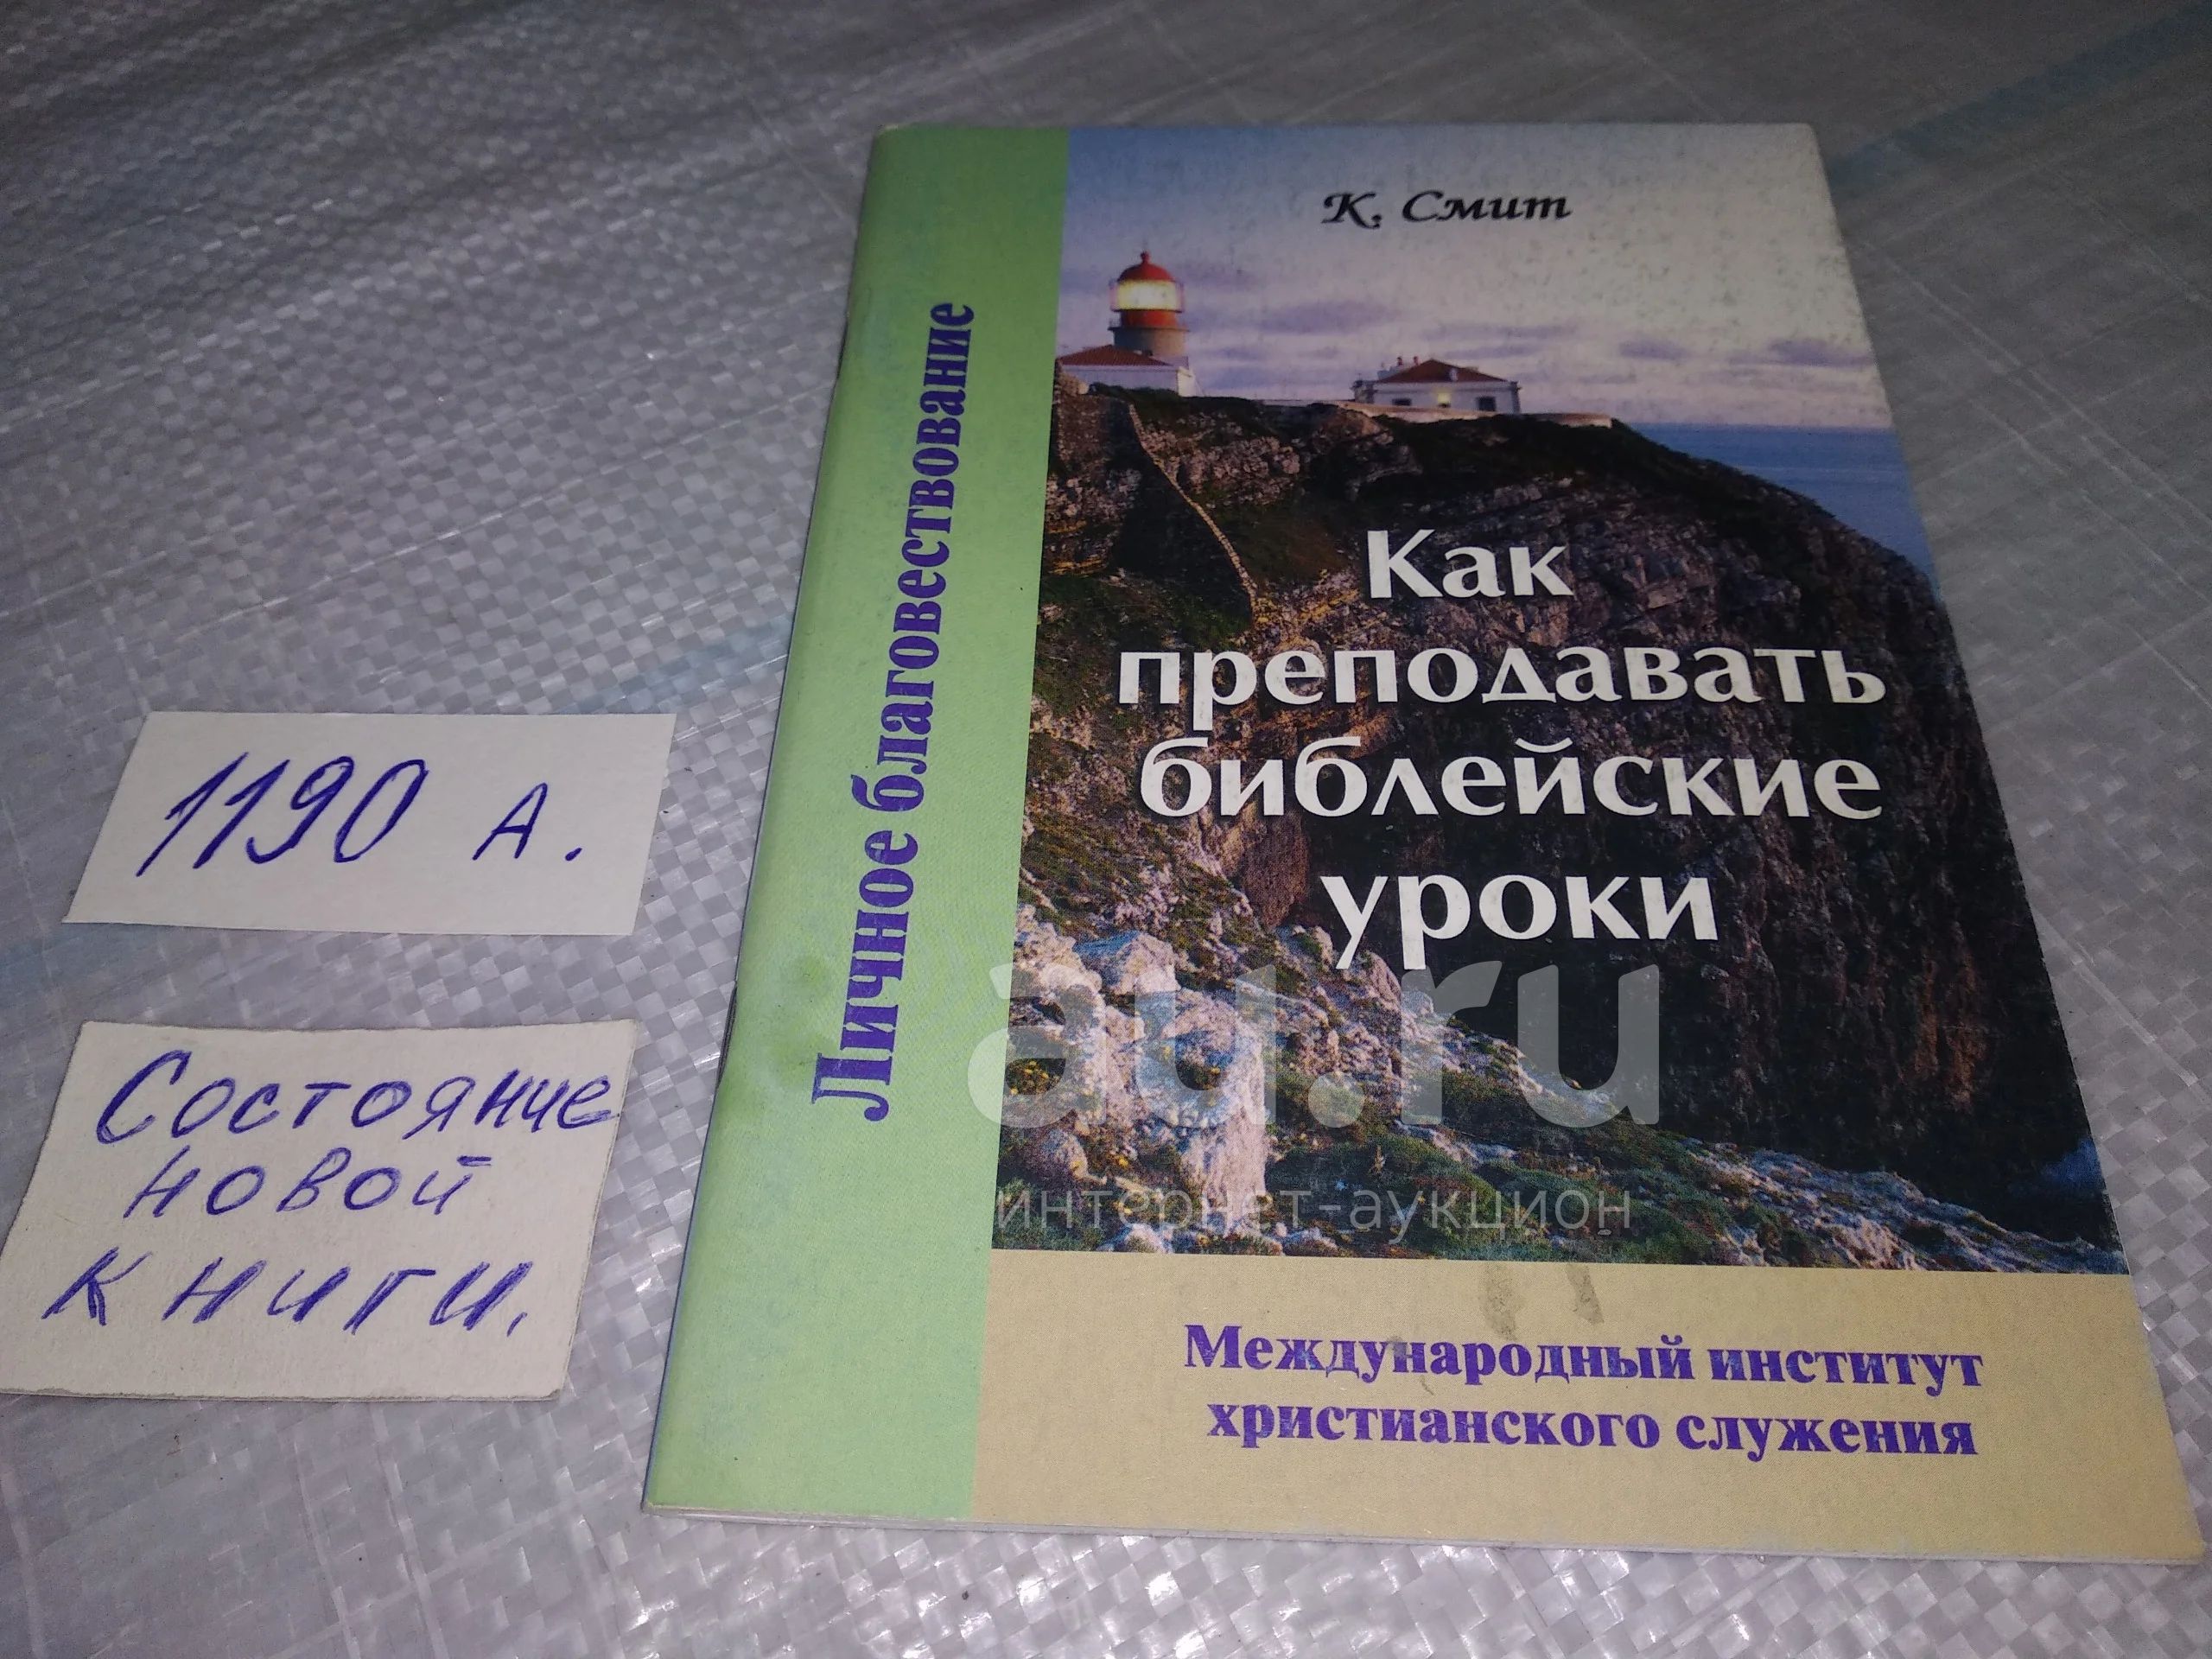 К. Смит
Личное благовествование
Как
преподавать
библейские
уроки
Международный институт
христианского служения
1190 А.
Состояние
новой
книги.
au.ru
интернет-аукцион